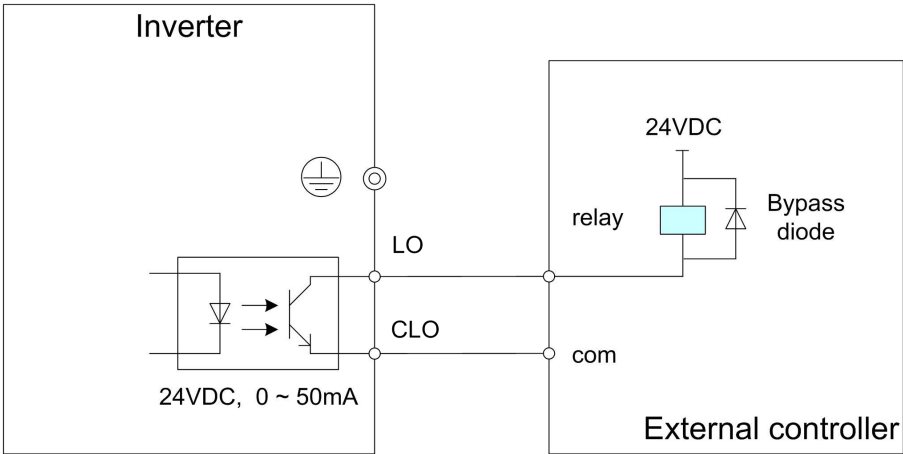 Inverter
24VDC
relay
Bypass
diode
LO
CLO
com
24VDC, 0 ~ 50mA
External controller